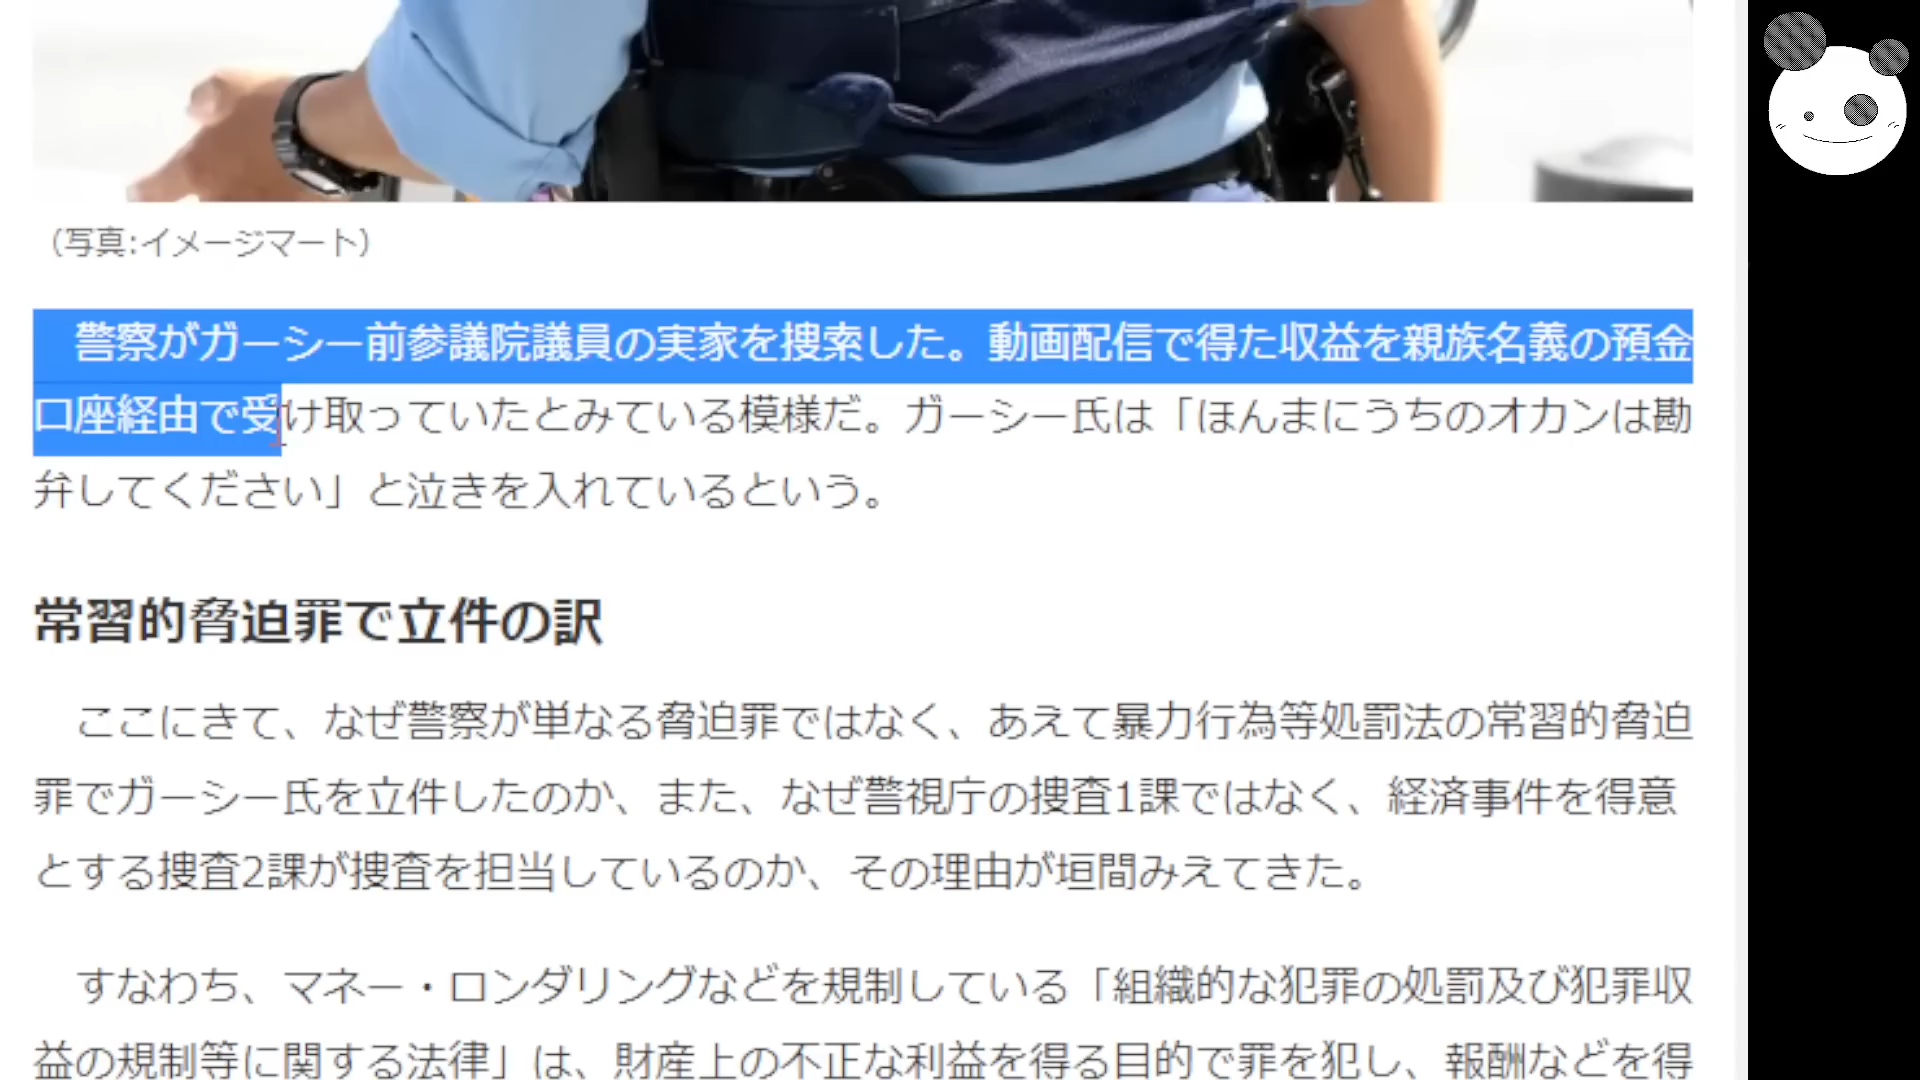 （写真:イメージマート）
警察がガーシー前参議院議員の実家を捜索した。動画配信で得た収益を親族名義の預金
口座経由で受け取っていたとみている模様だ。ガーシー氏は「ほんまにうちのオカンは勘
弁してください」と泣きを入れているという。
常習的脅迫罪で立件の訳
ここにきて、なぜ警察が単なる脅迫罪ではなく、あえて暴力行為等処罰法の常習的脅迫
罪でガーシー氏を立件したのか、また、なぜ警視庁の捜査1課ではなく、経済事件を得意
とする捜査2課が捜査を担当しているのか、その理由が垣間みえてきた。
すなわち、マネー・ロンダリングなどを規制している「組織的な犯罪の処罰及び犯罪収
益の規制等に関する法律」は、財産上の不正な利益を得る目的で罪を犯し、報酬などを得